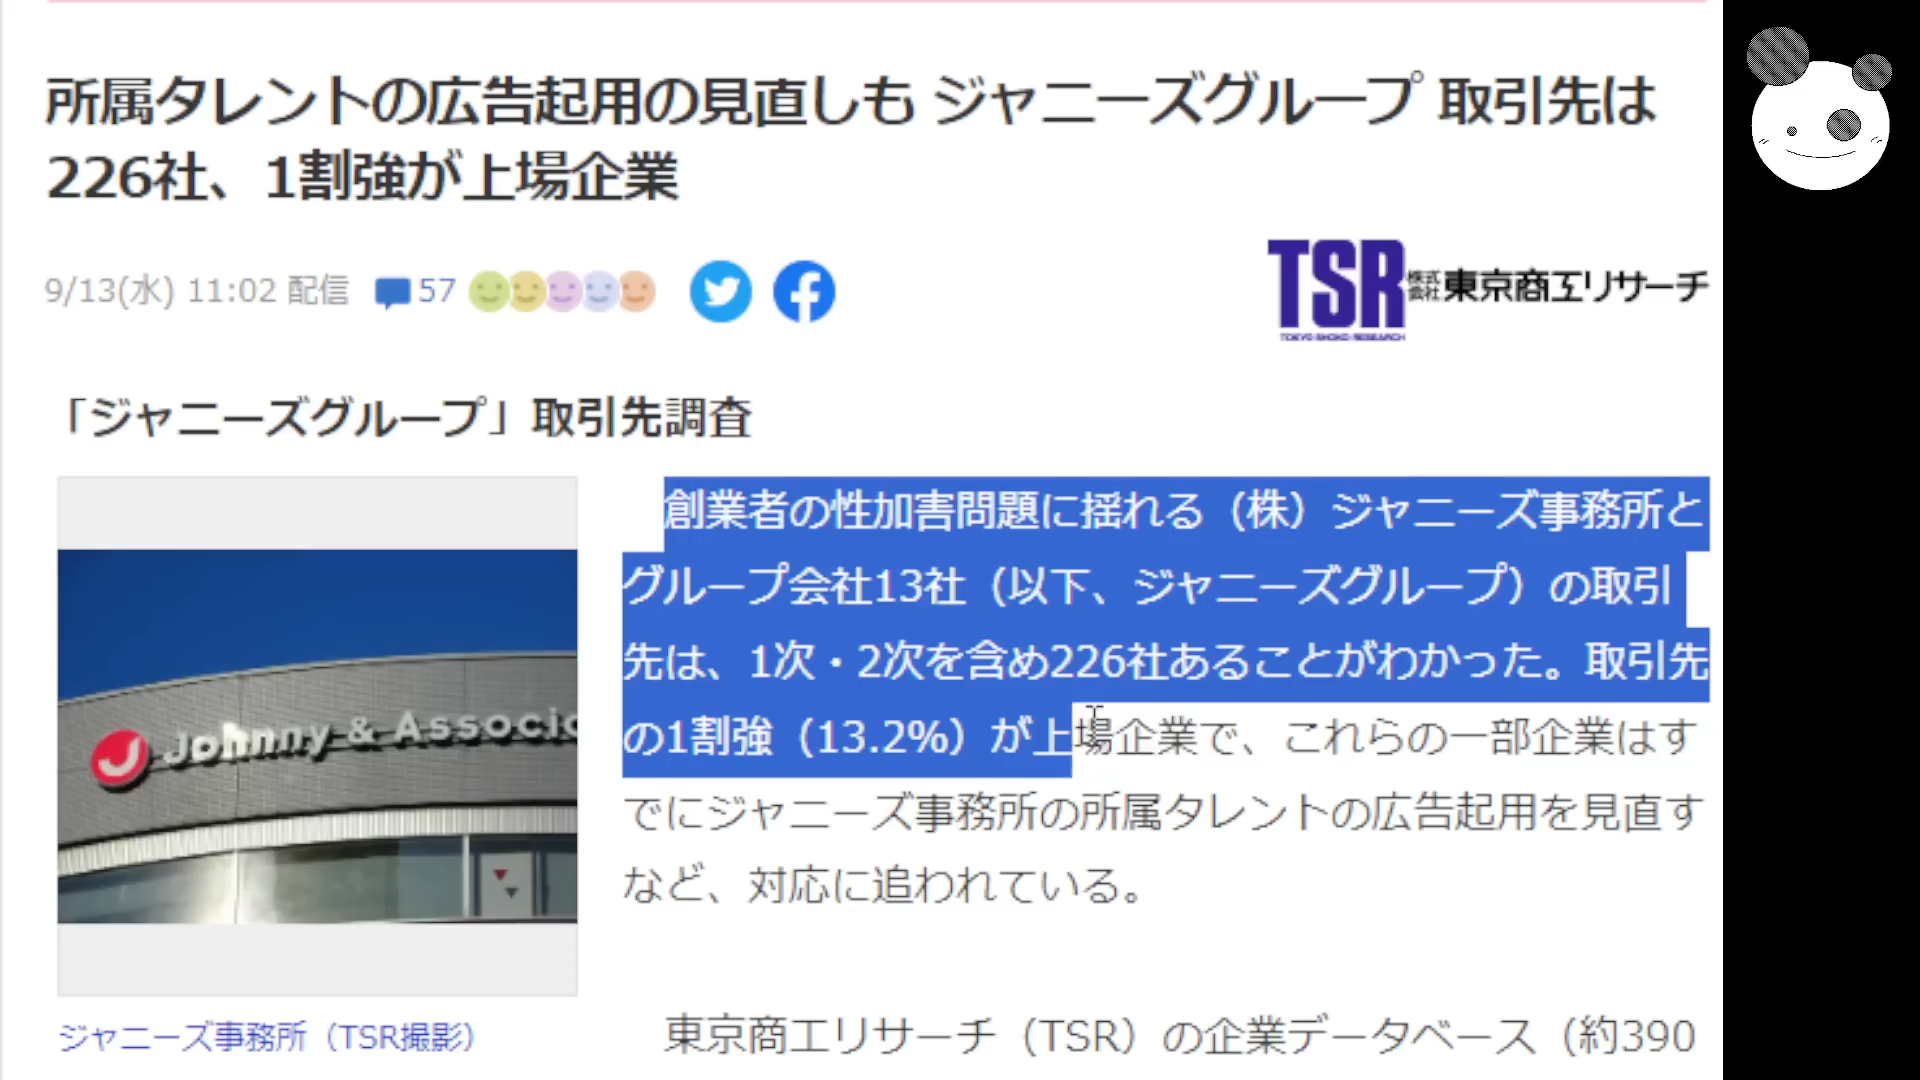 所属タレントの広告起用の見直しも ジャニーズグループ 取引先は
226社、1割強が上場企業
9/13(水) 11:02 配信
57
TSR
TOKYO SHOKO RESEARCH
株式会社東京商工リサーチ
「ジャニーズグループ」取引先調査
創業者の性加害問題に揺れる（株）ジャニーズ事務所と
グループ会社13社（以下、ジャニーズグループ）の取引
先は、1次・2次を含め226社あることがわかった。取引先
の1割強（13.2%）が上場企業で、これらの一部企業はす
でにジャニーズ事務所の所属タレントの広告起用を見直す
など、対応に追われている。
Johnny & Associ
ジャニーズ事務所（TSR撮影）
東京商工リサーチ（TSR）の企業データベース（約390